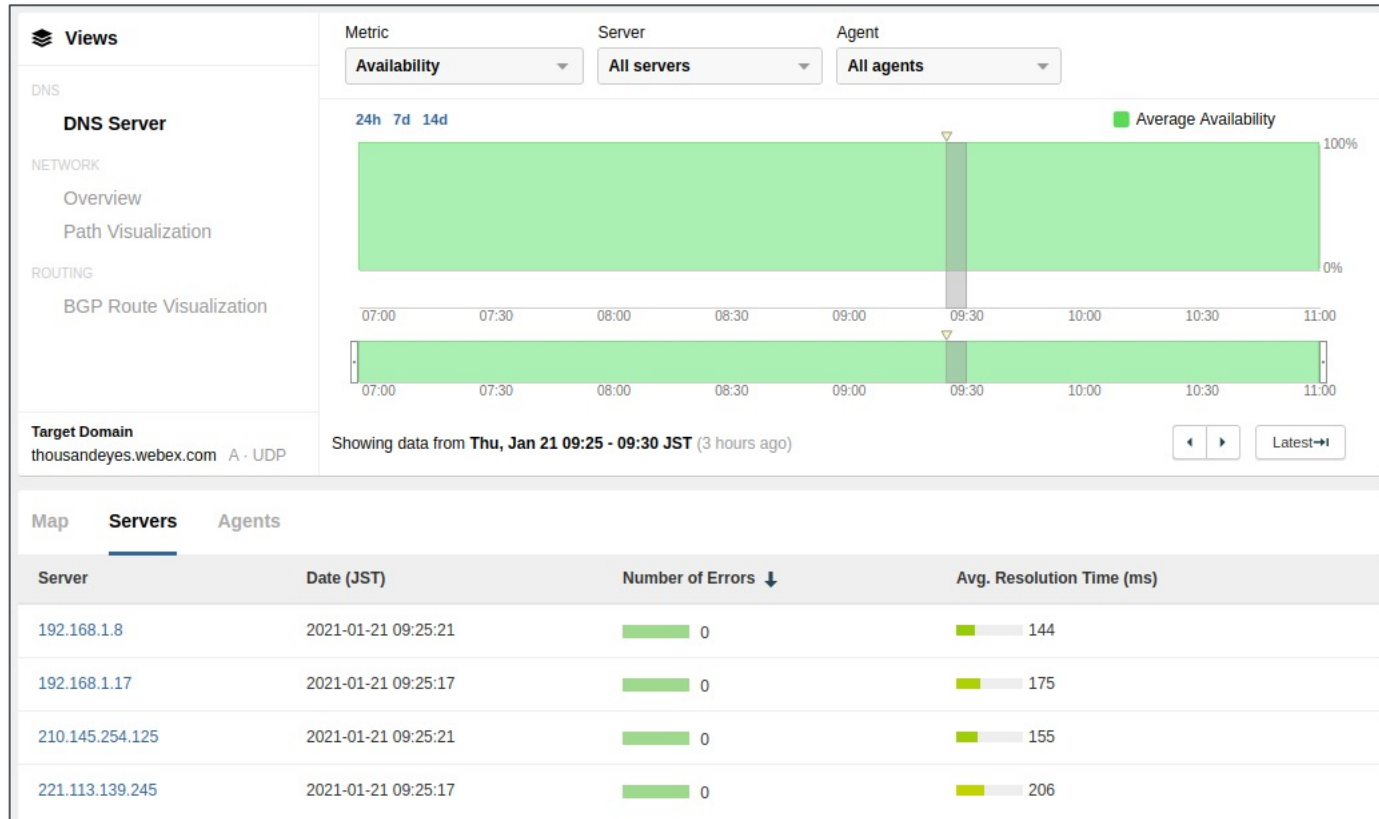 Views
DNS
DNS Server
NETWORK
Overview
Path Visualization
ROUTING
BGP Route Visualization
Target Domain
thousandeyes.webex.com A · UDP
Metric Server Agent
Availability All servers All agents
24h 7d 14d Average Availability
100%
0%
07:00 07:30 08:00 08:30 09:00 09:30 10:00 10:30 11:00
07:00 07:30 08:00 08:30 09:00 09:30 10:00 10:30 11:00
Showing data from Thu, Jan 21 09:25 - 09:30 JST (3 hours ago) Latest
Map Servers Agents
Server Date (JST) Number of Errors Avg. Resolution Time (ms)
192.168.1.8 2021-01-21 09:25:21 0 144
192.168.1.17 2021-01-21 09:25:17 0 175
210.145.254.125 2021-01-21 09:25:21 0 155
221.113.139.245 2021-01-21 09:25:17 0 206